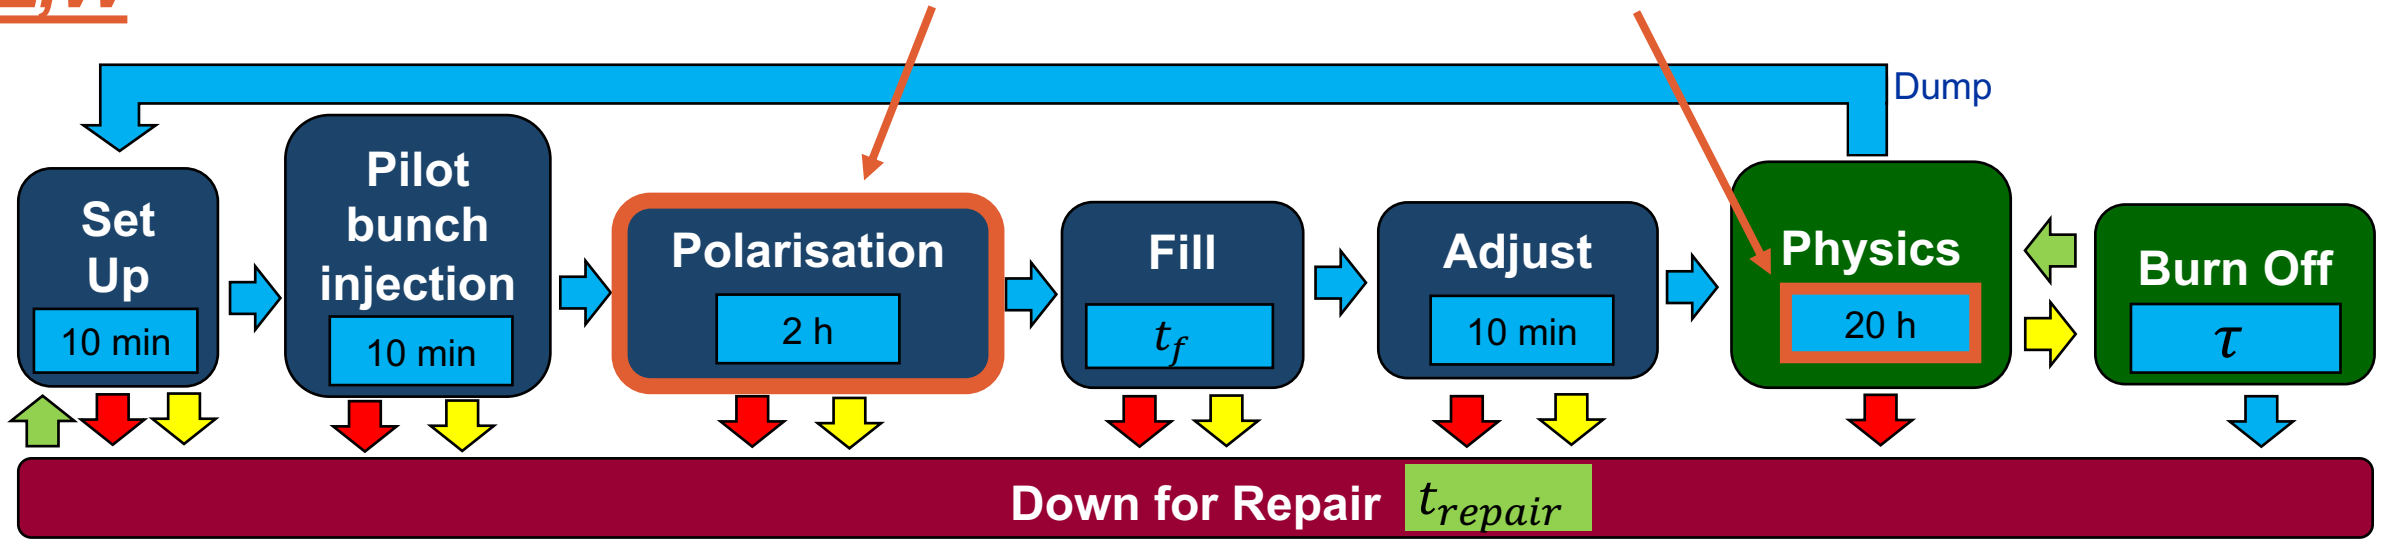 Dump
Set
Up
10 min
Pilot
bunch
injection
10 min
Polarisation
2 h
Fill
t_f
Adjust
10 min
Physics
20 h
Burn Off
τ
Down for Repair t_repair